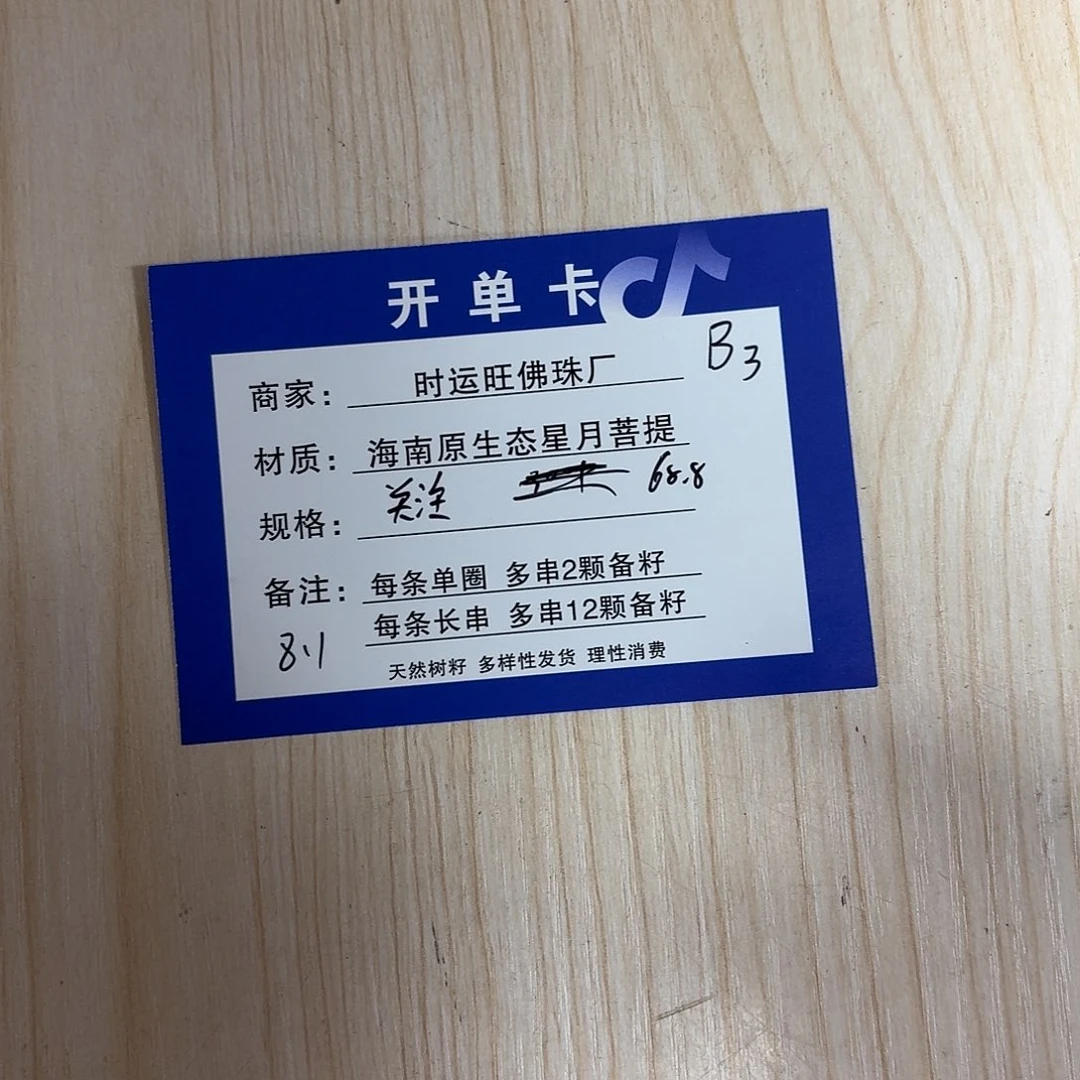 开单卡
B3
商家：时运旺佛珠厂
材质：海南原生态星月菩提
规格：关注 68.8
备注：每条单圈 多串2颗备籽
每条长串 多串12颗备籽
8.1
天然树籽 多样性发货 理性消费